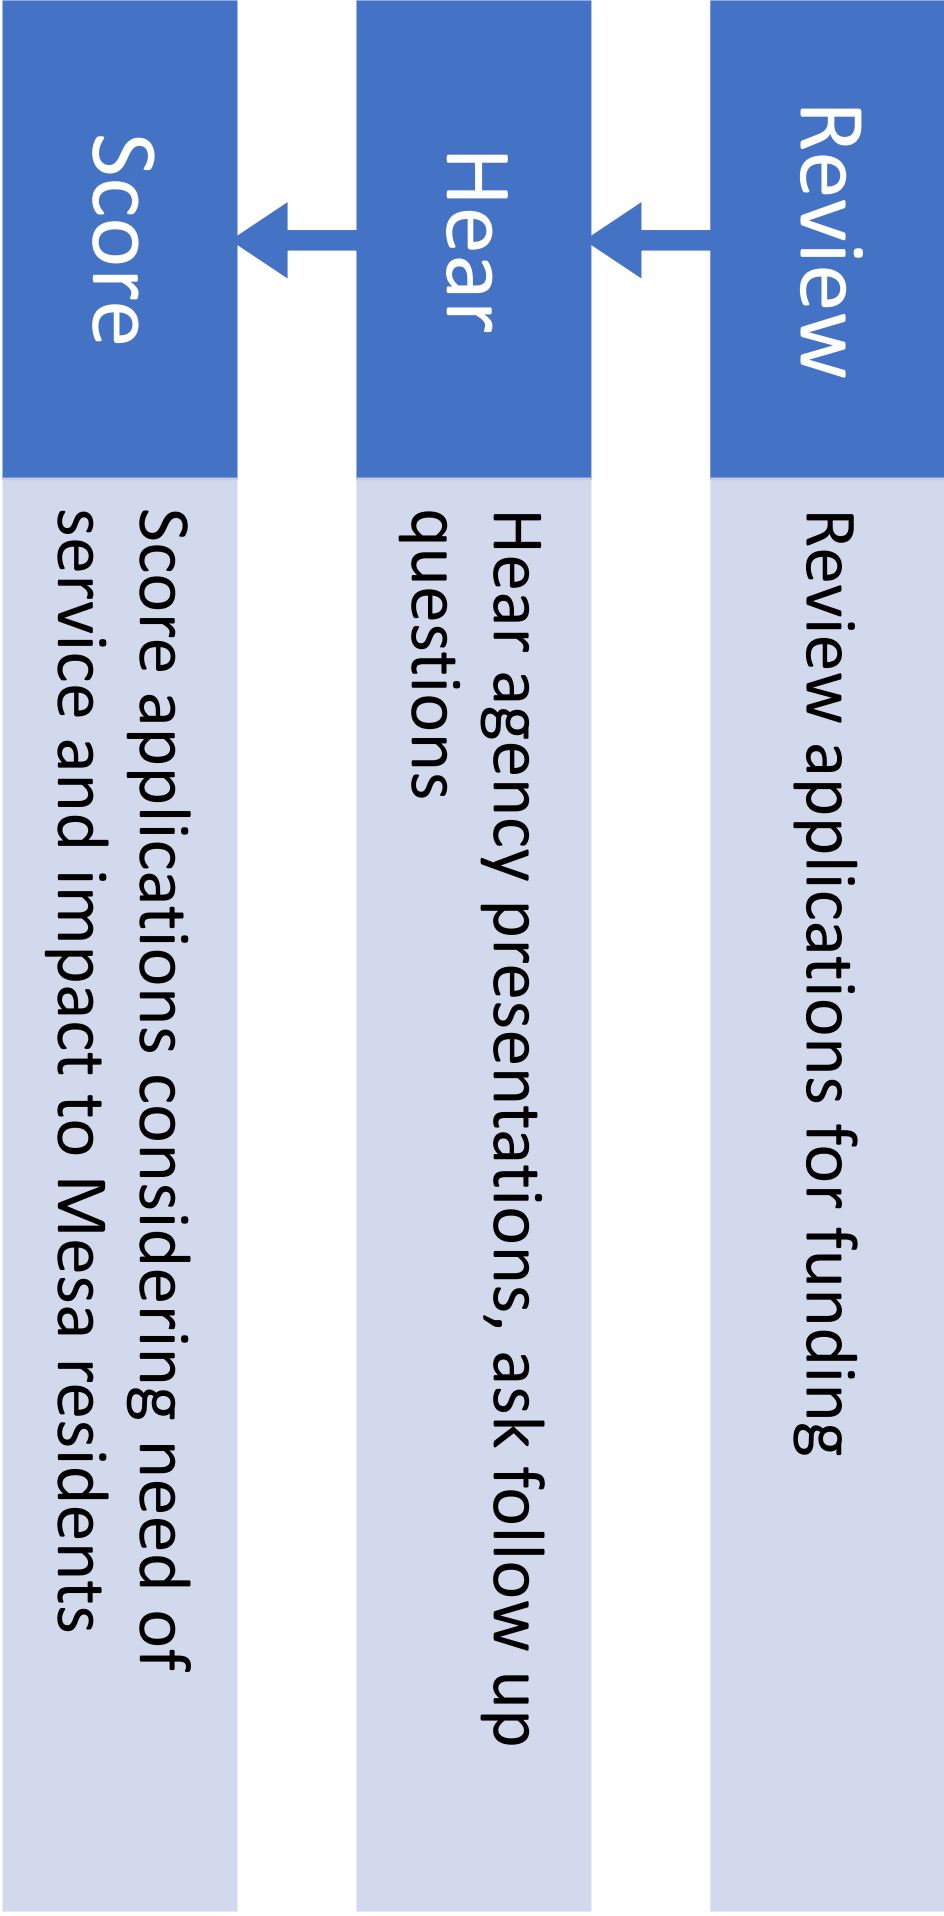 Review
Review applications for funding
Hear
Hear agency presentations, ask follow up
questions
Score
Score applications considering need of
service and impact to Mesa residents